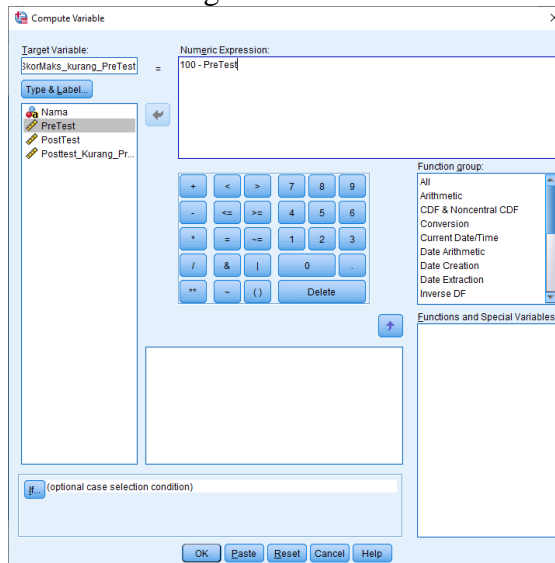 Compute Variable
Target Variable:
SkorMaks_kurang_PreTest
=
Numeric Expression:
100 - PreTest
Type & Label...
Nama
PreTest
PostTest
Posttest_Kurang_Pr...
+ < > 7 8 9
- <= >= 4 5 6
* = ~= 1 2 3
/ & | 0 .
** ~ ( ) Delete
Function group:
All
Arithmetic
CDF & Noncentral CDF
Conversion
Current Date/Time
Date Arithmetic
Date Creation
Date Extraction
Inverse DF
Functions and Special Variables
If... (optional case selection condition)
OK Paste Reset Cancel Help